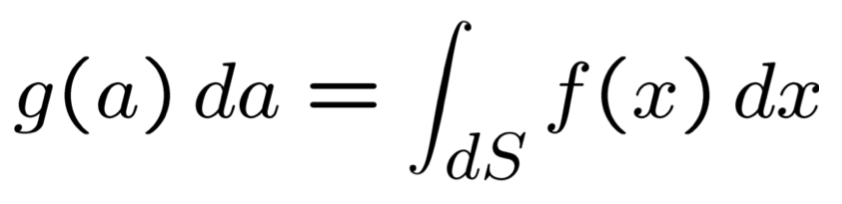 g(a) da = ∫_{dS} f(x) dx